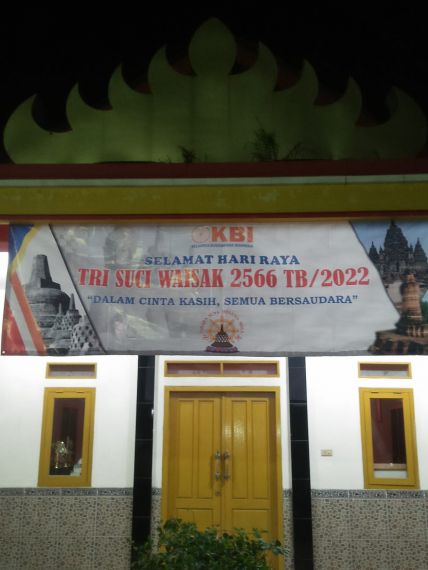 KBI
SELAMAT HARI RAYA
TRI SUCI WAISAK 2566 TB/2022
"DALAM CINTA KASIH, SEMUA BERSAUDARA"